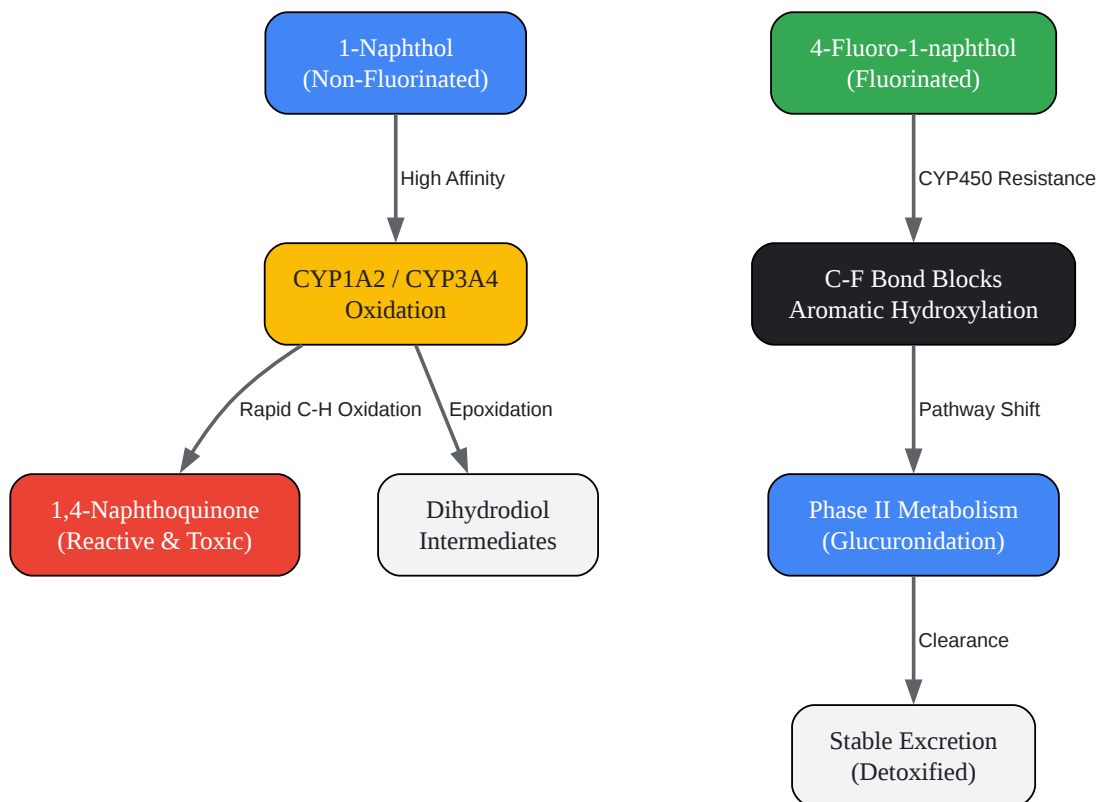 1-Naphthol
(Non-Fluorinated)
4-Fluoro-1-naphthol
(Fluorinated)
High Affinity
CYP450 Resistance
CYP1A2 / CYP3A4
Oxidation
C-F Bond Blocks
Aromatic Hydroxylation
Rapid C-H Oxidation
Epoxidation
Pathway Shift
1,4-Naphthoquinone
(Reactive & Toxic)
Dihydrodiol
Intermediates
Phase II Metabolism
(Glucuronidation)
Clearance
Stable Excretion
(Detoxified)